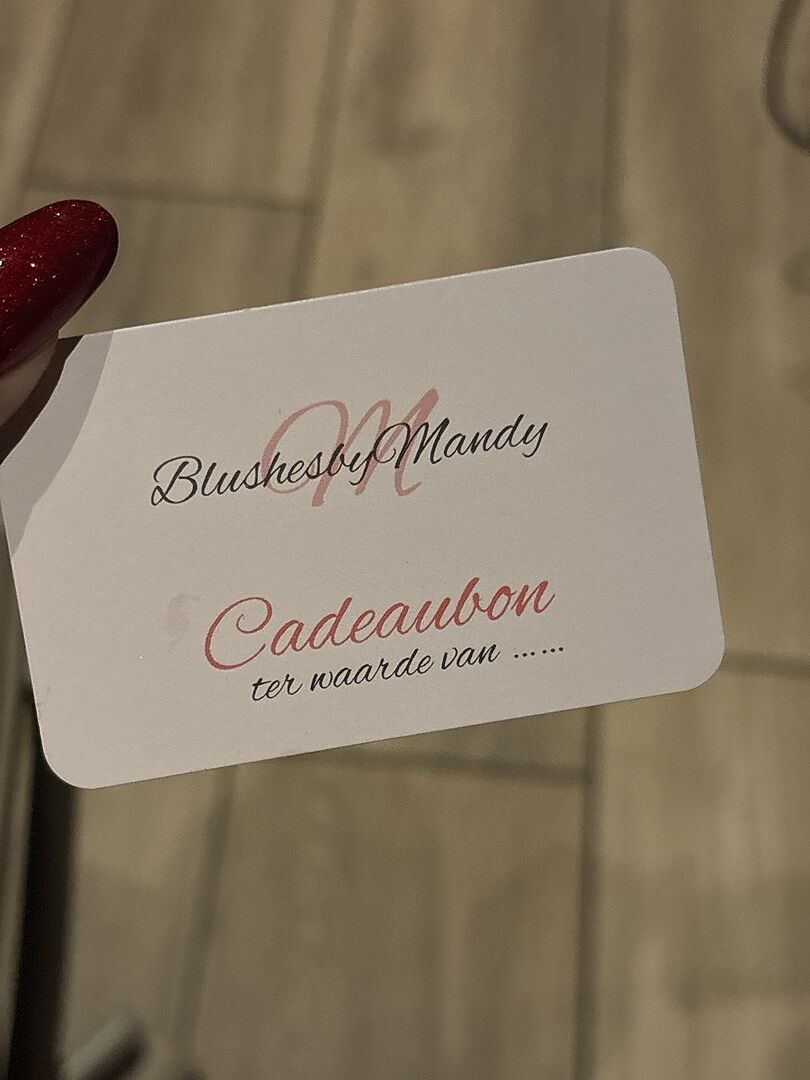 M
BlushesbyMandy
Cadeaubon
ter waarde van ......